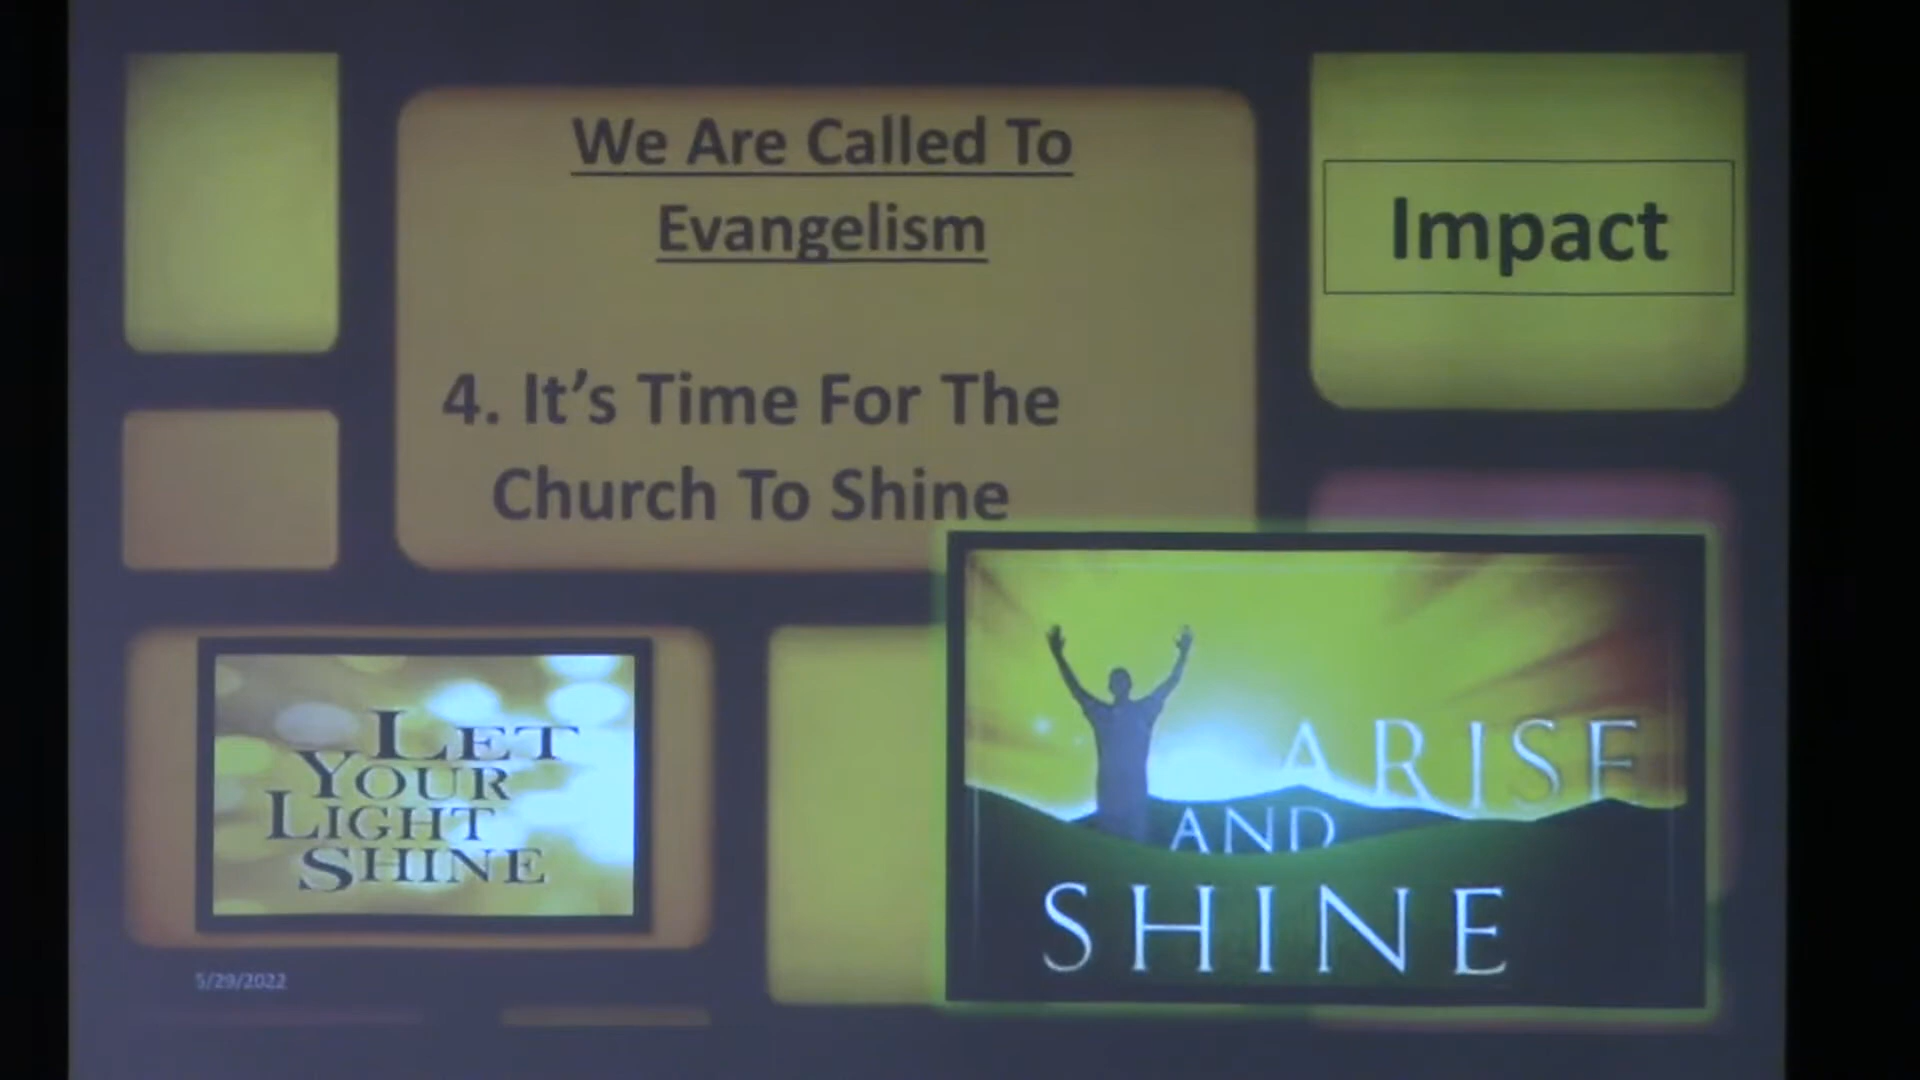 We Are Called To
Evangelism
Impact
4. It’s Time For The
Church To Shine
LET
YOUR
LIGHT
SHINE
ARISE
AND
SHINE
5/29/2022